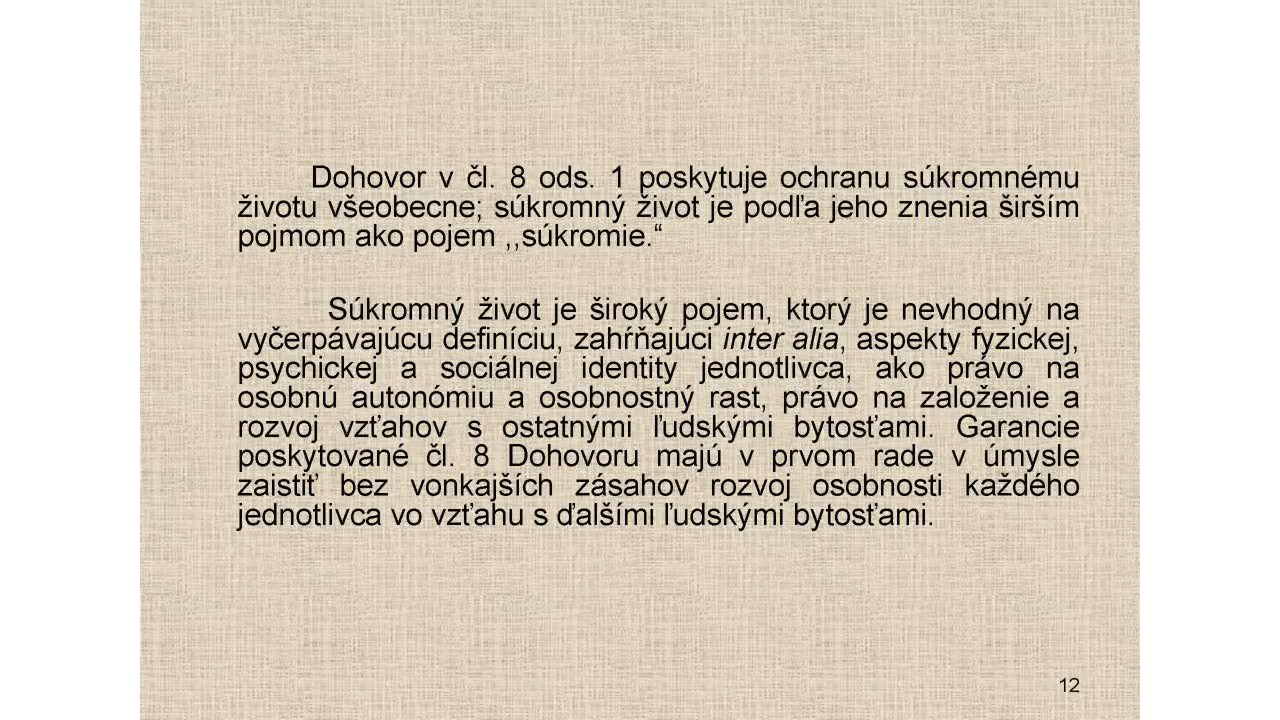 Dohovor v čl. 8 ods. 1 poskytuje ochranu súkromnému
životu všeobecne; súkromný život je podľa jeho znenia širším
pojmom ako pojem ,,súkromie.“
Súkromný život je široký pojem, ktorý je nevhodný na
vyčerpávajúcu definíciu, zahŕňajúci inter alia, aspekty fyzickej,
psychickej a sociálnej identity jednotlivca, ako právo na
osobnú autonómiu a osobnostný rast, právo na založenie a
rozvoj vzťahov s ostatnými ľudskými bytosťami. Garancie
poskytované čl. 8 Dohovoru majú v prvom rade v úmysle
zaistiť bez vonkajších zásahov rozvoj osobnosti každého
jednotlivca vo vzťahu s ďalšími ľudskými bytosťami.
12